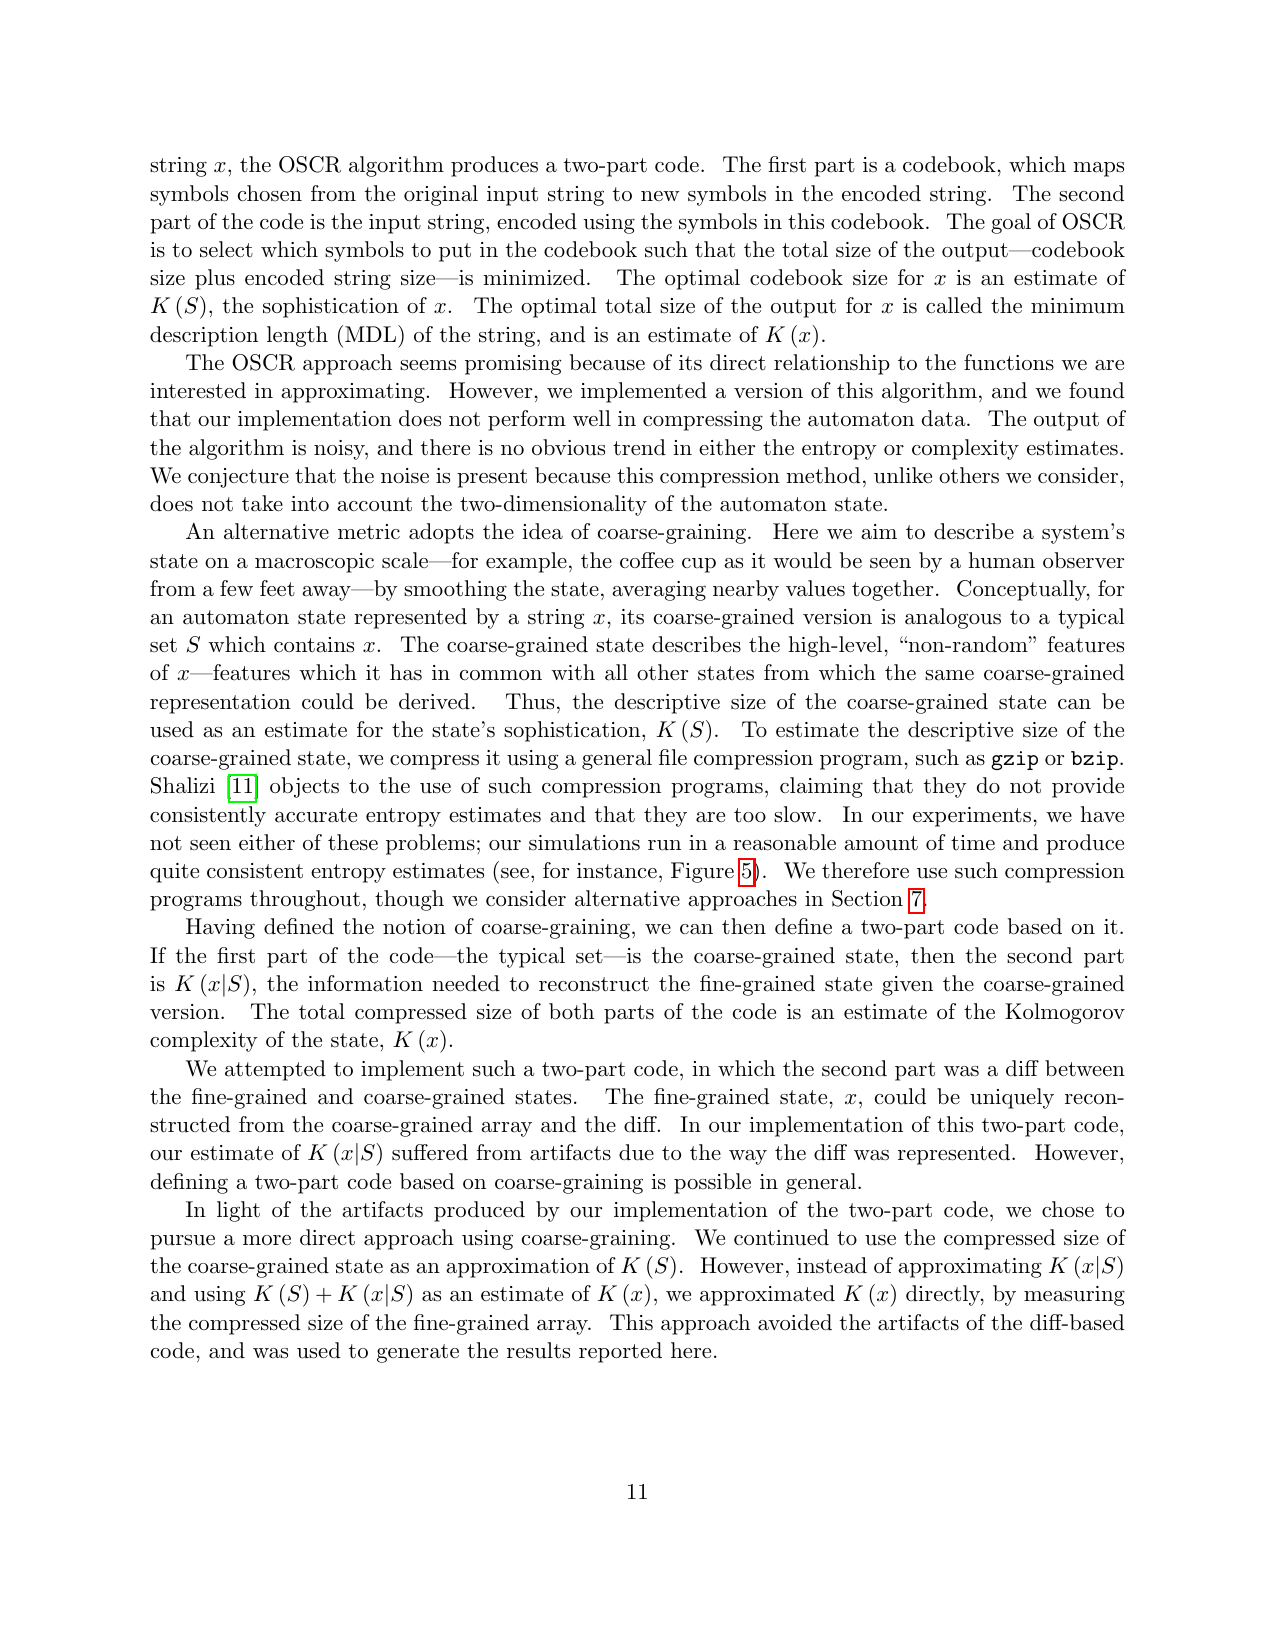 string x, the OSCR algorithm produces a two-part code. The first part is a codebook, which maps
symbols chosen from the original input string to new symbols in the encoded string. The second
part of the code is the input string, encoded using the symbols in this codebook. The goal of OSCR
is to select which symbols to put in the codebook such that the total size of the output—codebook
size plus encoded string size—is minimized. The optimal codebook size for x is an estimate of
K (S), the sophistication of x. The optimal total size of the output for x is called the minimum
description length (MDL) of the string, and is an estimate of K (x).
The OSCR approach seems promising because of its direct relationship to the functions we are
interested in approximating. However, we implemented a version of this algorithm, and we found
that our implementation does not perform well in compressing the automaton data. The output of
the algorithm is noisy, and there is no obvious trend in either the entropy or complexity estimates.
We conjecture that the noise is present because this compression method, unlike others we consider,
does not take into account the two-dimensionality of the automaton state.
An alternative metric adopts the idea of coarse-graining. Here we aim to describe a system's
state on a macroscopic scale—for example, the coffee cup as it would be seen by a human observer
from a few feet away—by smoothing the state, averaging nearby values together. Conceptually, for
an automaton state represented by a string x, its coarse-grained version is analogous to a typical
set S which contains x. The coarse-grained state describes the high-level, “non-random” features
of x—features which it has in common with all other states from which the same coarse-grained
representation could be derived. Thus, the descriptive size of the coarse-grained state can be
used as an estimate for the state's sophistication, K (S). To estimate the descriptive size of the
coarse-grained state, we compress it using a general file compression program, such as gzip or bzip.
Shalizi [11] objects to the use of such compression programs, claiming that they do not provide
consistently accurate entropy estimates and that they are too slow. In our experiments, we have
not seen either of these problems; our simulations run in a reasonable amount of time and produce
quite consistent entropy estimates (see, for instance, Figure 5). We therefore use such compression
programs throughout, though we consider alternative approaches in Section 7.
Having defined the notion of coarse-graining, we can then define a two-part code based on it.
If the first part of the code—the typical set—is the coarse-grained state, then the second part
is K (x|S), the information needed to reconstruct the fine-grained state given the coarse-grained
version. The total compressed size of both parts of the code is an estimate of the Kolmogorov
complexity of the state, K (x).
We attempted to implement such a two-part code, in which the second part was a diff between
the fine-grained and coarse-grained states. The fine-grained state, x, could be uniquely recon-
structed from the coarse-grained array and the diff. In our implementation of this two-part code,
our estimate of K (x|S) suffered from artifacts due to the way the diff was represented. However,
defining a two-part code based on coarse-graining is possible in general.
In light of the artifacts produced by our implementation of the two-part code, we chose to
pursue a more direct approach using coarse-graining. We continued to use the compressed size of
the coarse-grained state as an approximation of K (S). However, instead of approximating K (x|S)
and using K (S) + K (x|S) as an estimate of K (x), we approximated K (x) directly, by measuring
the compressed size of the fine-grained array. This approach avoided the artifacts of the diff-based
code, and was used to generate the results reported here.
11